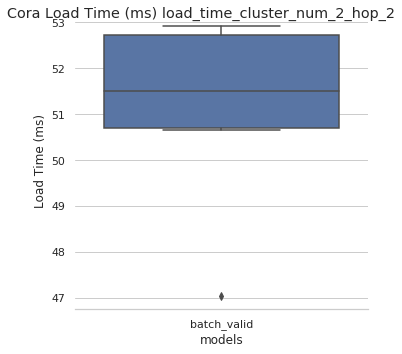 Cora Load Time (ms) load_time_cluster_num_2_hop_2
53
52
51
50
49
48
47
Load Time (ms)
batch_valid
models